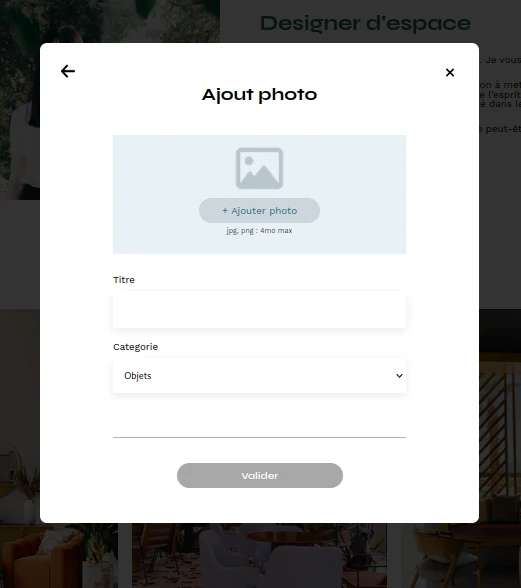 Designer d'espace
. Je vous
on à met
e l'esprit
é dans le
e peut-êt
Ajout photo
+ Ajouter photo
jpg, png : 4mo max
Titre
Categorie
Objets
Valider